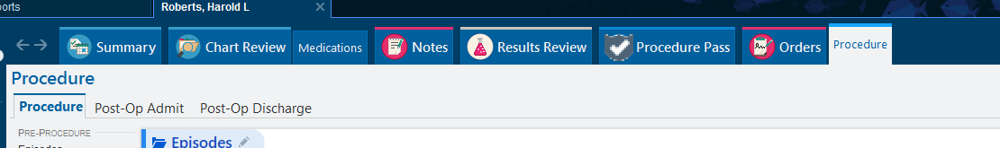 orts Roberts, Harold L
Summary Chart Review Medications Notes Results Review Procedure Pass Orders Procedure
Procedure
Procedure Post-Op Admit Post-Op Discharge
PRE-PROCEDURE
Episodes
Episodes